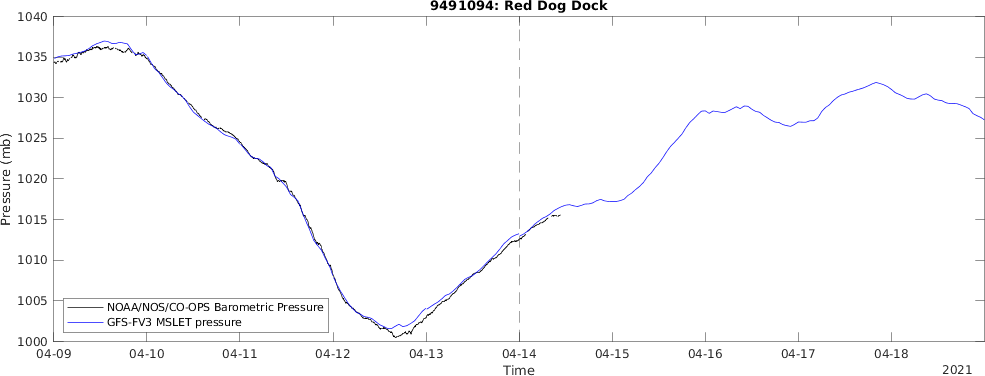 9491094: Red Dog Dock
1040
1035
1030
1025
1020
1015
1010
1005
1000
Pressure (mb)
NOAA/NOS/CO-OPS Barometric Pressure
GFS-FV3 MSLET pressure
04-09 04-10 04-11 04-12 04-13 04-14 04-15 04-16 04-17 04-18
Time
2021